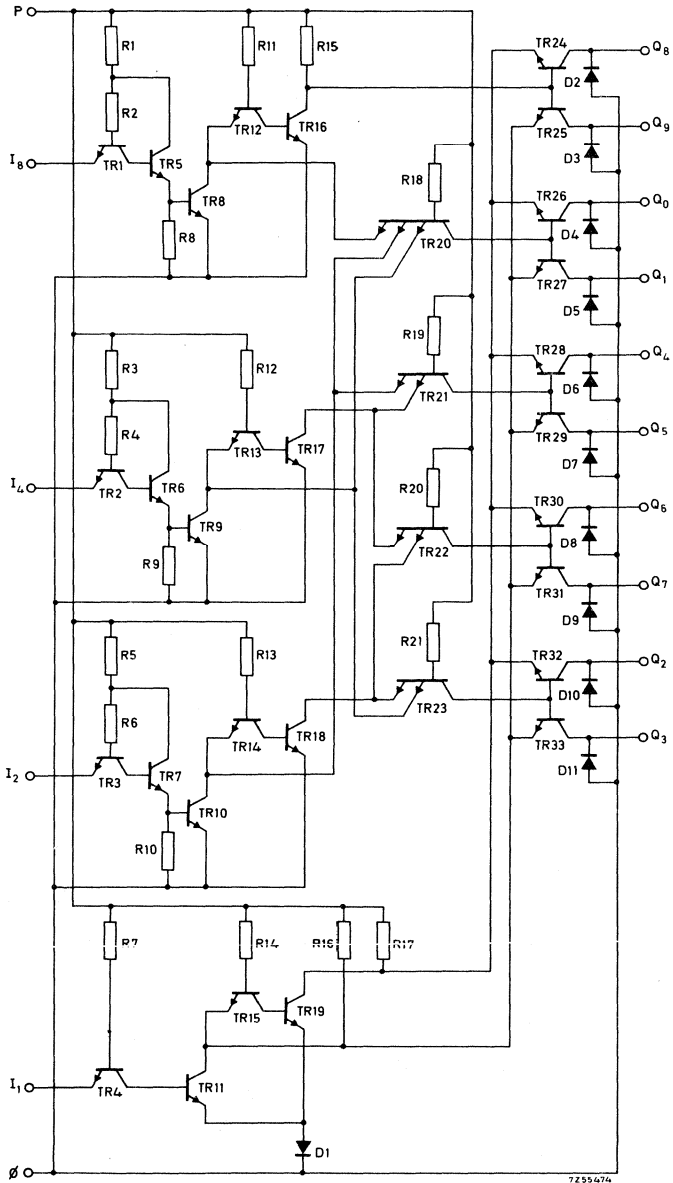 P
R1
R11
R15
TR24
Q8
R2
D2
TR12
TR16
TR25
Q9
I8
TR1
TR5
D3
R18
TR8
TR26
Q0
R8
TR20
D4
TR27
Q1
D5
R19
R3
R12
TR28
Q4
TR21
D6
R4
TR13
TR17
TR29
Q5
R20
D7
I4
TR2
TR6
TR30
Q6
TR9
TR22
D8
R9
TR31
Q7
D9
R21
R5
R13
TR32
Q2
R6
TR23
D10
TR14
TR18
TR33
Q3
I2
TR3
TR7
D11
TR10
R10
R7
R14
R16
R17
TR15
TR19
I1
TR4
TR11
D1
Ø
7Z55474